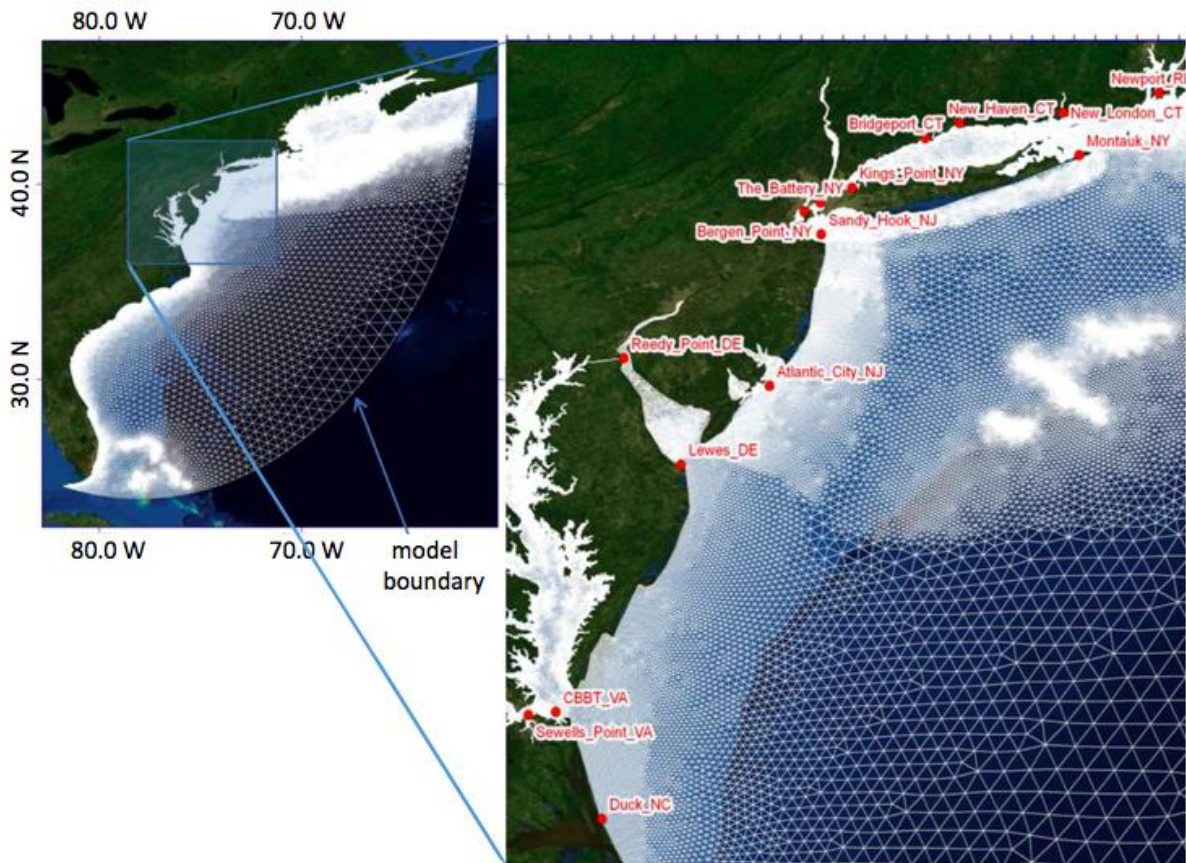 80.0 W
70.0 W
40.0 N
30.0 N
80.0 W
70.0 W
model
boundary
New_Haven_CT
New_London_CT
Bridgeport_CT
Montauk_NY
Kings_Point_NY
The_Battery_NY
Sandy_Hook_NJ
Bergen_Point_NY
Reedy_Point_DE
Atlantic_City_NJ
Lewes_DE
CBBT_VA
Sewells_Point_VA
Duck_NC